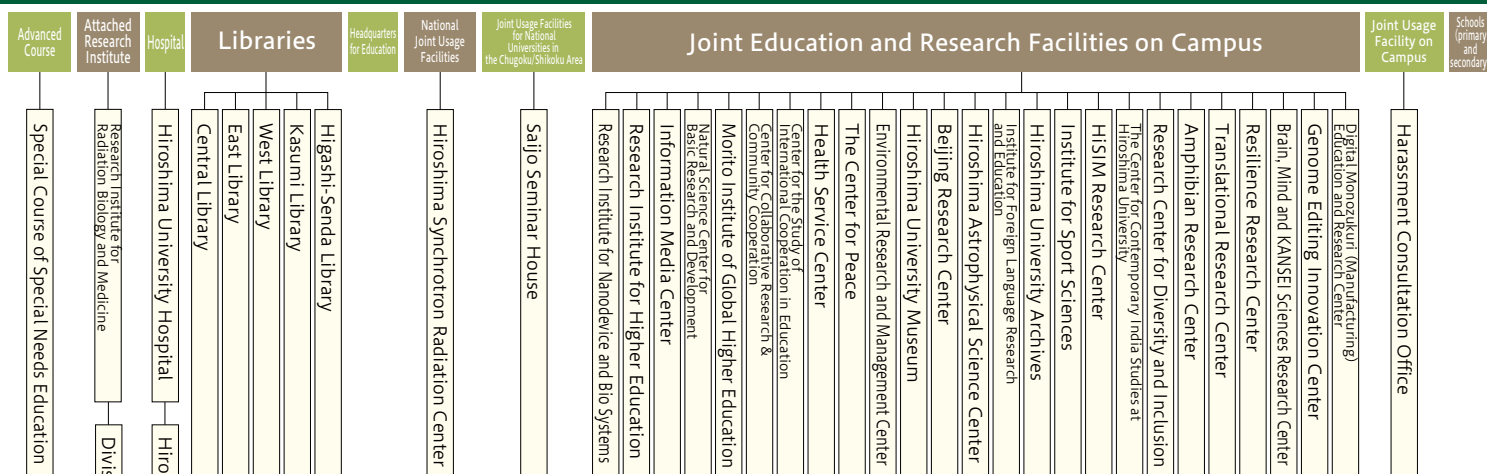 Advanced
Course
Attached
Research
Institute
Hospital
Libraries
Headquarters
for Education
National
Joint Usage
Facilities
Joint Usage Facilities
for National
Universities in
the Chugoku/Shikoku Area
Joint Education and Research Facilities on Campus
Joint Usage
Facility on
Campus
Schools
(primary
and
secondary
Special Course of Special Needs Education
Research Institute for
Radiation Biology and Medicine
Hiroshima University Hospital
Central Library
East Library
West Library
Kasumi Library
Higashi-Senda Library
Hiroshima Synchrotron Radiation Center
Saijo Seminar House
Research Institute for Nanodevice and Bio Systems
Research Institute for Higher Education
Information Media Center
Natural Science Center for
Basic Research and Development
Morito Institute of Global Higher Education
Center for Collaborative Research &
Community Cooperation
Center for the Study of
International Cooperation in Education
Health Service Center
The Center for Peace
Environmental Research and Management Center
Hiroshima University Museum
Beijing Research Center
Hiroshima Astrophysical Science Center
Institute for Foreign Language Research
and Education
Hiroshima University Archives
Institute for Sport Sciences
HiSIM Research Center
The Center for Contemporary India Studies at
Hiroshima University
Research Center for Diversity and Inclusion
Amphibian Research Center
Translational Research Center
Resilience Research Center
Brain, Mind and KANSEI Sciences Research Center
Genome Editing Innovation Center
Digital Monozukuri (Manufacturing)
Education and Research Center
Harassment Consultation Office
Divis
Hiro